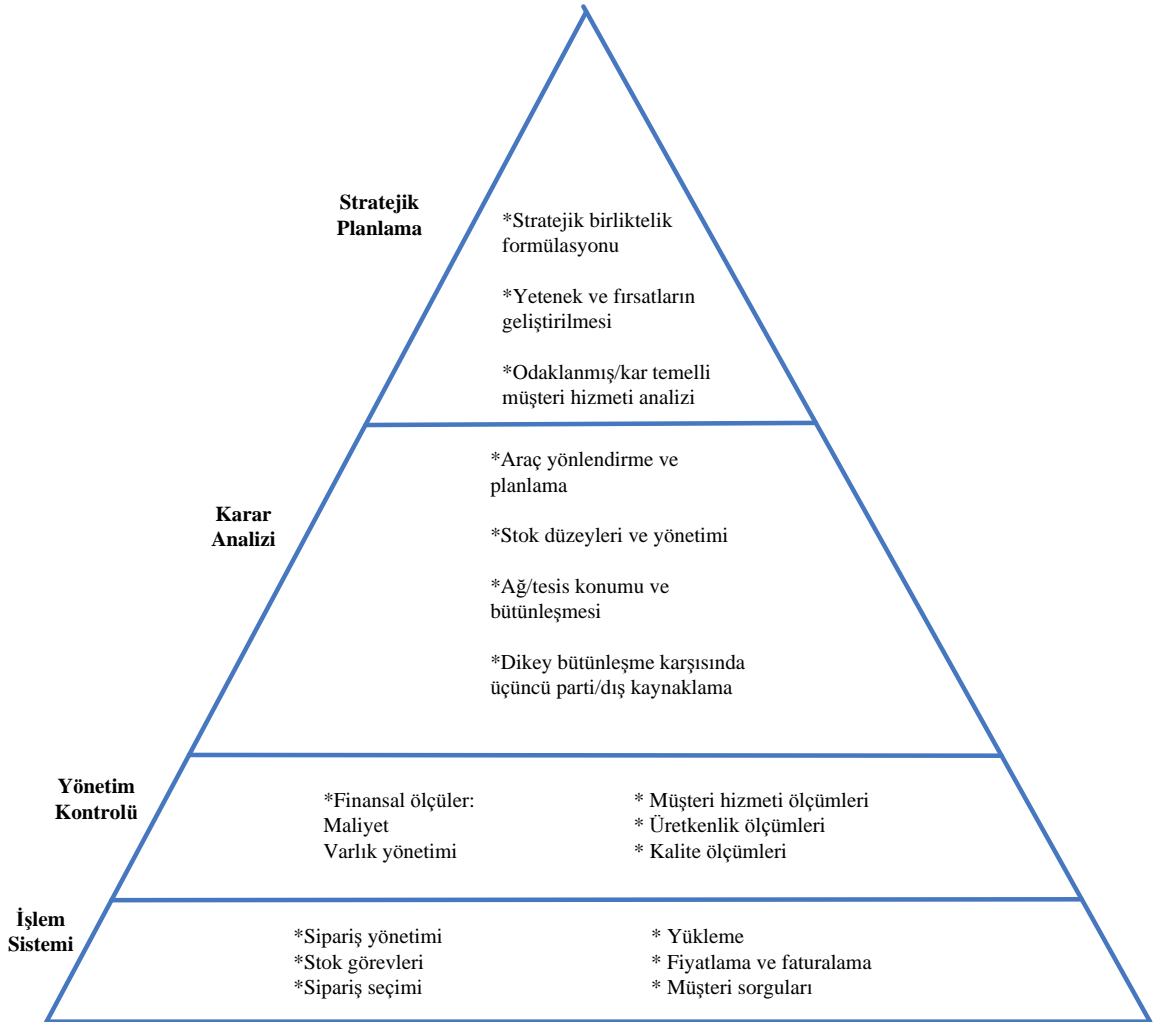 Stratejik
Planlama
*Stratejik birliktelik
formülasyonu
*Yetenek ve fırsatların
geliştirilmesi
*Odaklanmış/kar temelli
müşteri hizmeti analizi
Karar
Analizi
*Araç yönlendirme ve
planlama
*Stok düzeyleri ve yönetimi
*Ağ/tesis konumu ve
bütünleşmesi
*Dikey bütünleşme karşısında
üçüncü parti/dış kaynaklama
Yönetim
Kontrolü
*Finansal ölçüler:
Maliyet
Varlık yönetimi
* Müşteri hizmeti ölçümleri
* Üretkenlik ölçümleri
* Kalite ölçümleri
İşlem
Sistemi
*Sipariş yönetimi
*Stok görevleri
*Sipariş seçimi
* Yükleme
* Fiyatlama ve faturalama
* Müşteri sorguları